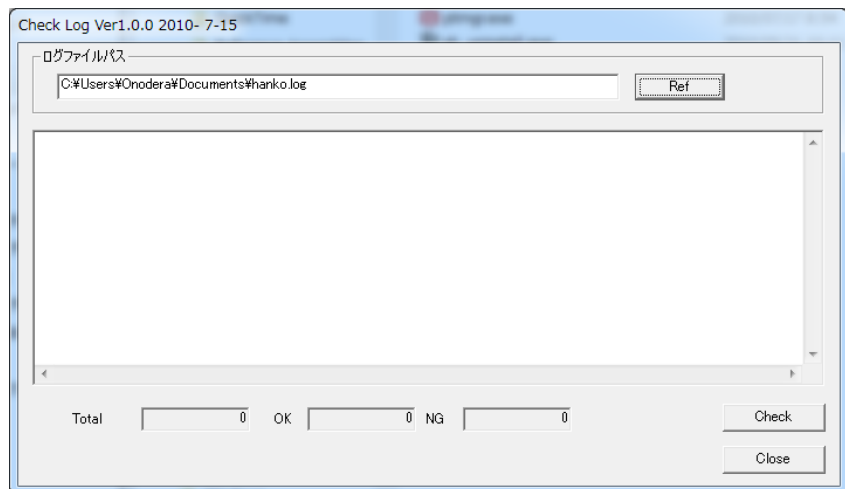 Check Log Ver1.0.0 2010- 7-15
ログファイルパス
C:¥Users¥Onodera¥Documents¥hanko.log
Ref
Total 0 OK 0 NG 0
Check
Close